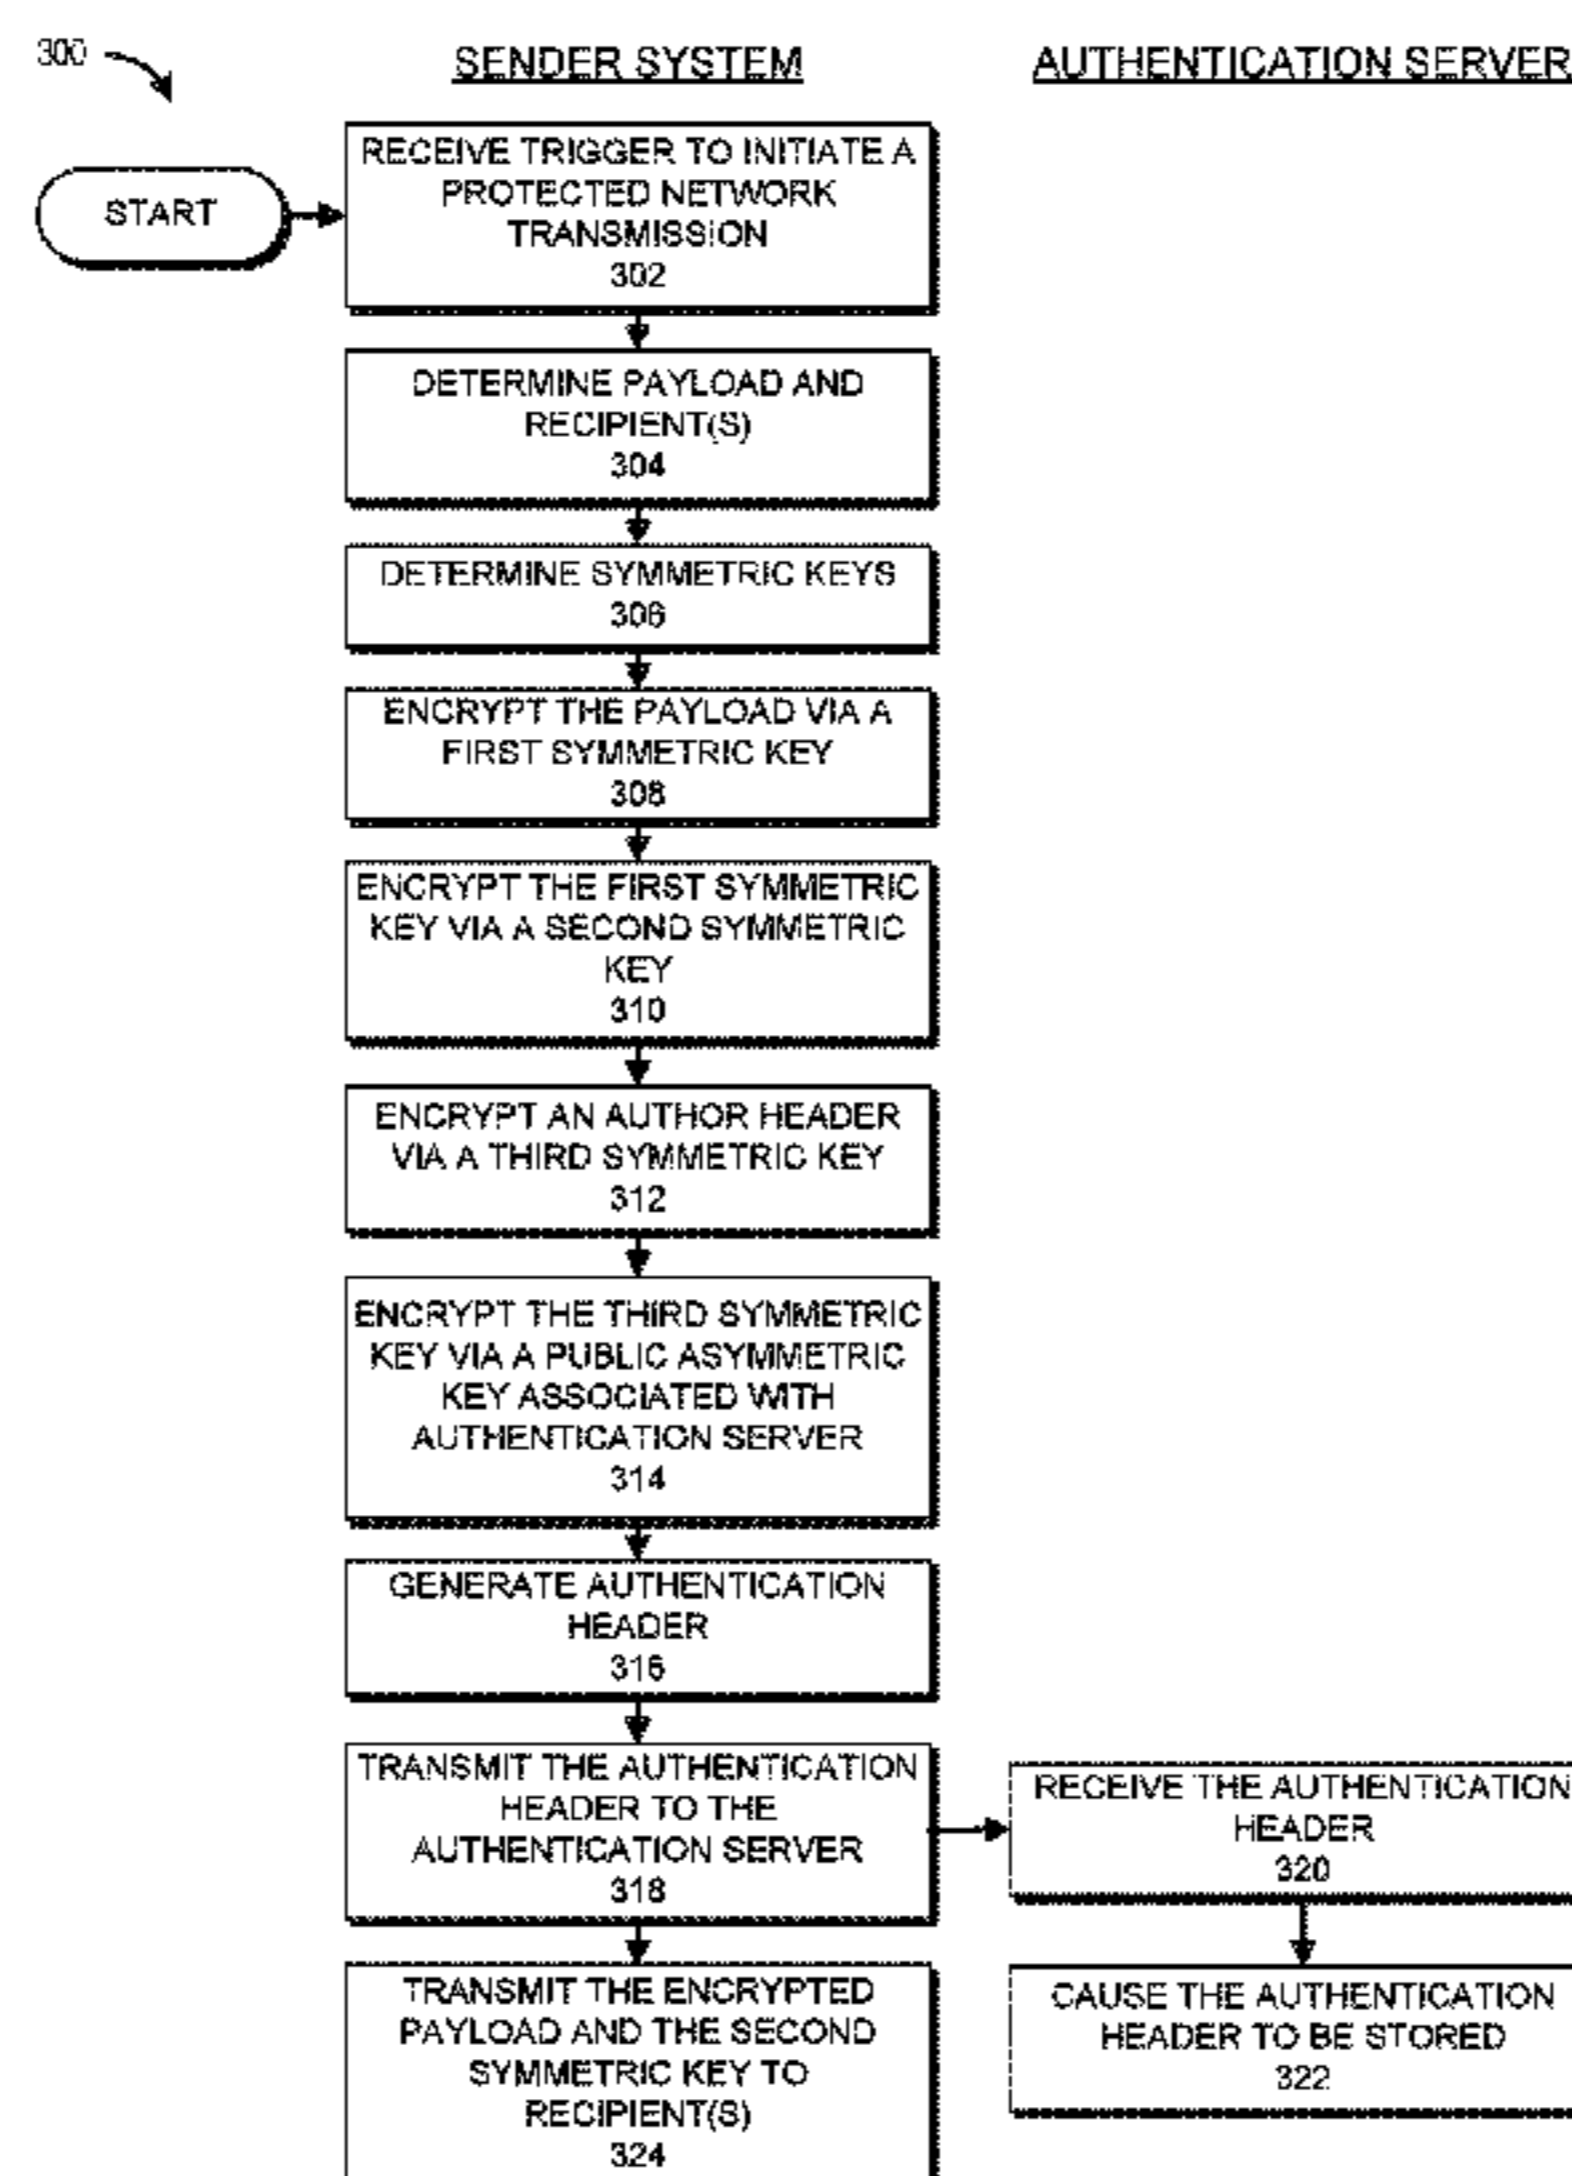 300
SENDER SYSTEM
AUTHENTICATION SERVER
START
RECEIVE TRIGGER TO INITIATE A
PROTECTED NETWORK
TRANSMISSION
302
DETERMINE PAYLOAD AND
RECIPIENT(S)
304
DETERMINE SYMMETRIC KEYS
306
ENCRYPT THE PAYLOAD VIA A
FIRST SYMMETRIC KEY
308
ENCRYPT THE FIRST SYMMETRIC
KEY VIA A SECOND SYMMETRIC
KEY
310
ENCRYPT AN AUTHOR HEADER
VIA A THIRD SYMMETRIC KEY
312
ENCRYPT THE THIRD SYMMETRIC
KEY VIA A PUBLIC ASYMMETRIC
KEY ASSOCIATED WITH
AUTHENTICATION SERVER
314
GENERATE AUTHENTICATION
HEADER
316
TRANSMIT THE AUTHENTICATION
HEADER TO THE
AUTHENTICATION SERVER
318
RECEIVE THE AUTHENTICATION
HEADER
320
CAUSE THE AUTHENTICATION
HEADER TO BE STORED
322
TRANSMIT THE ENCRYPTED
PAYLOAD AND THE SECOND
SYMMETRIC KEY TO
RECIPIENT(S)
324